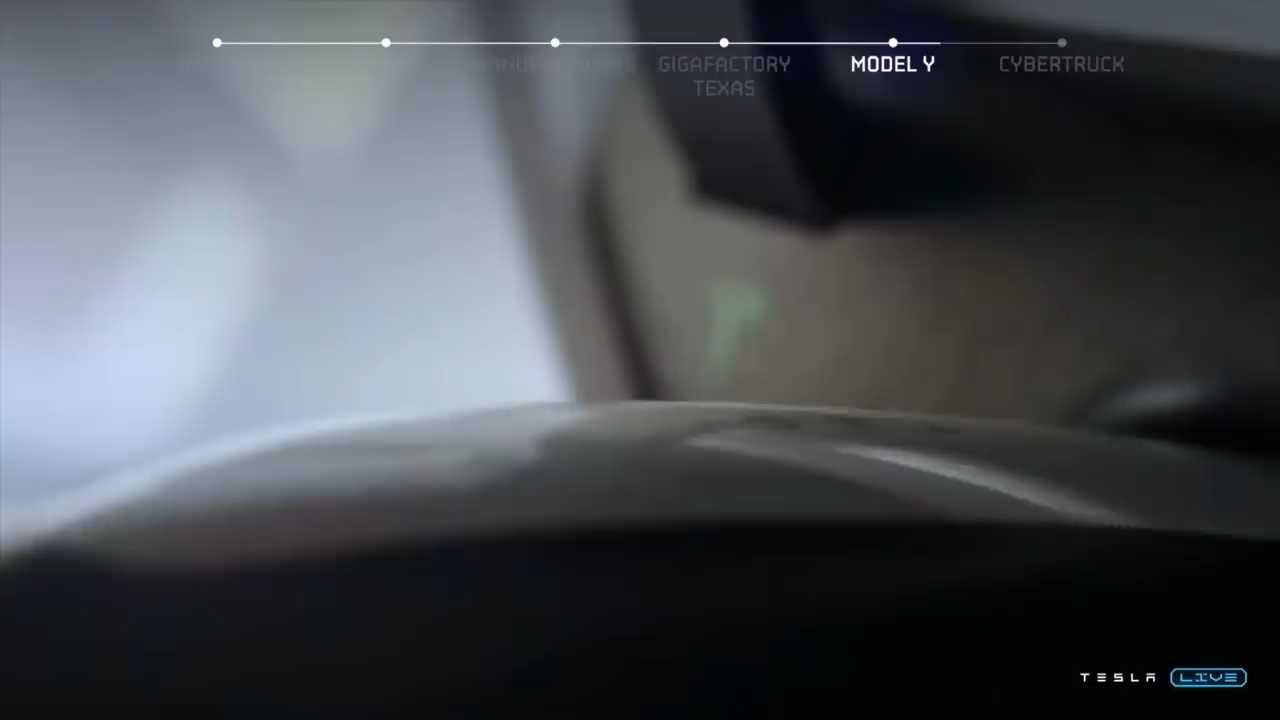 GIGAFACTORY
TEXAS
MODEL Y
CYBERTRUCK
TESLA LIVE